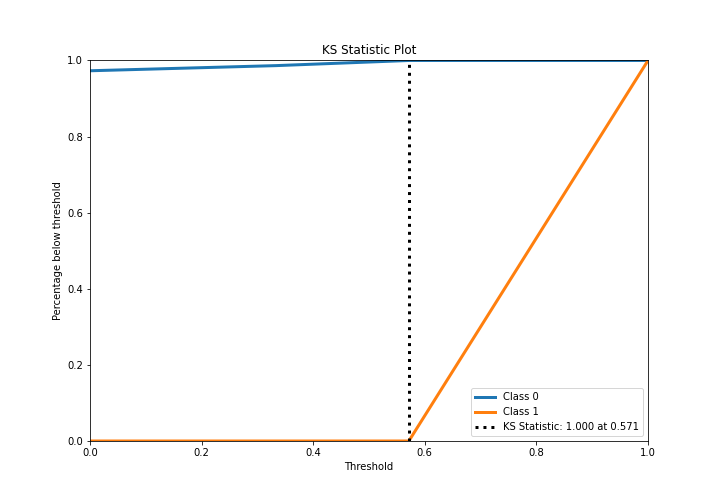 KS Statistic Plot
Percentage below threshold
1.0
0.8
0.6
0.4
0.2
0.0
0.0 0.2 0.4 0.6 0.8 1.0
Threshold
Class 0
Class 1
KS Statistic: 1.000 at 0.571